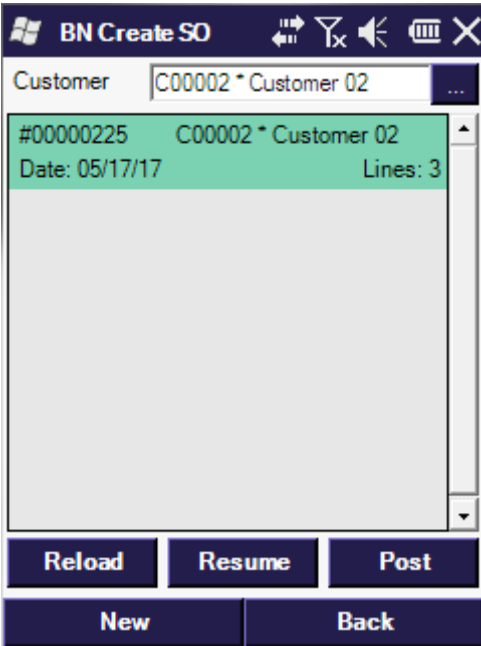 BN Create SO
Customer C00002 * Customer 02 ...
#00000225 C00002 * Customer 02
Date: 05/17/17 Lines: 3
Reload Resume Post
New Back